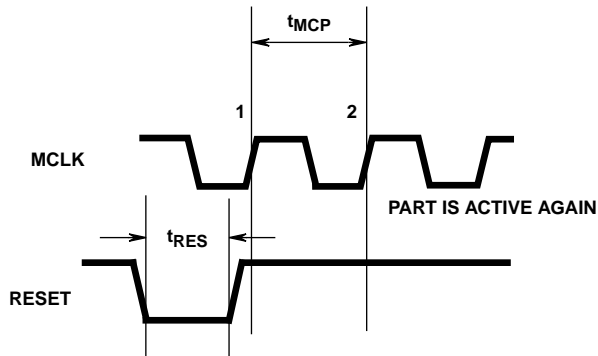 tMCP
1 2
MCLK
PART IS ACTIVE AGAIN
tRES
RESET